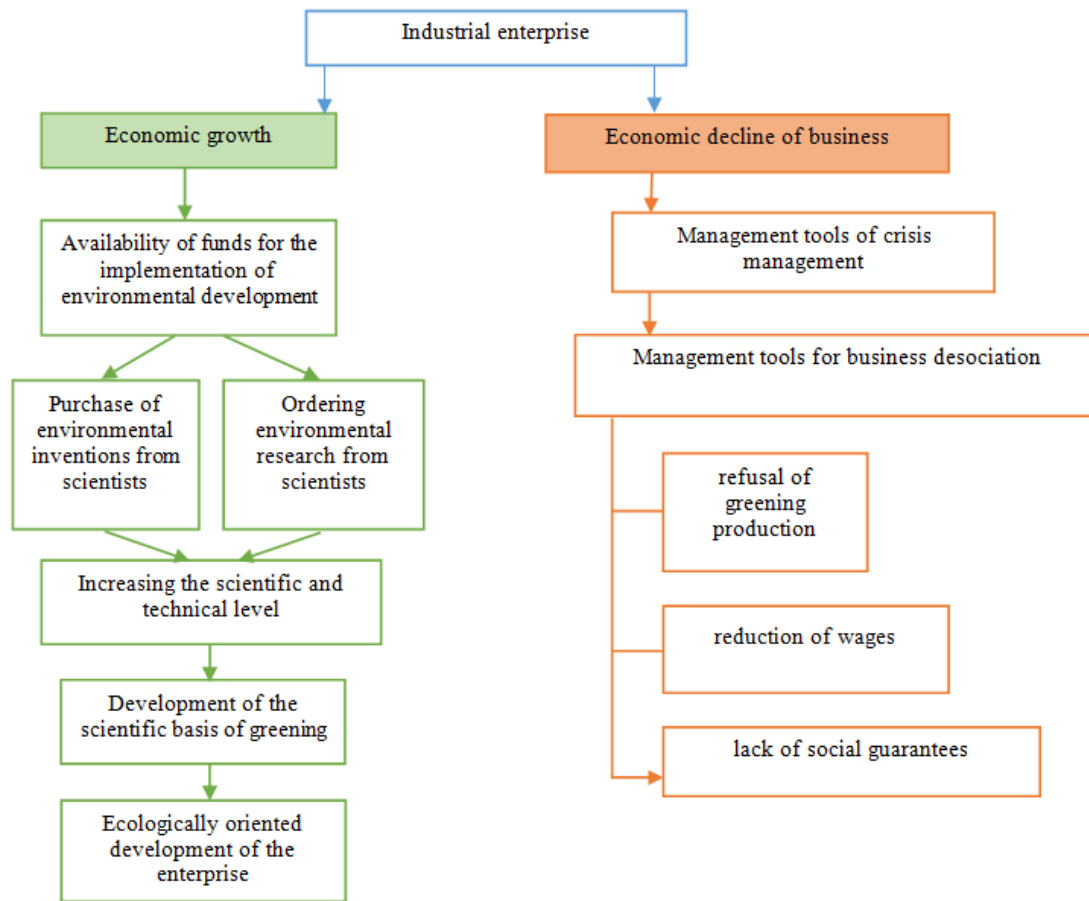 Industrial enterprise
Economic growth
Economic decline of business
Availability of funds for the
implementation of
environmental development
Management tools of crisis
management
Management tools for business desociation
Purchase of
environmental
inventions from
scientists
Ordering
environmental
research from
scientists
refusal of
greening
production
Increasing the scientific and
technical level
reduction of wages
Development of the
scientific basis of greening
lack of social guarantees
Ecologically oriented
development of the
enterprise